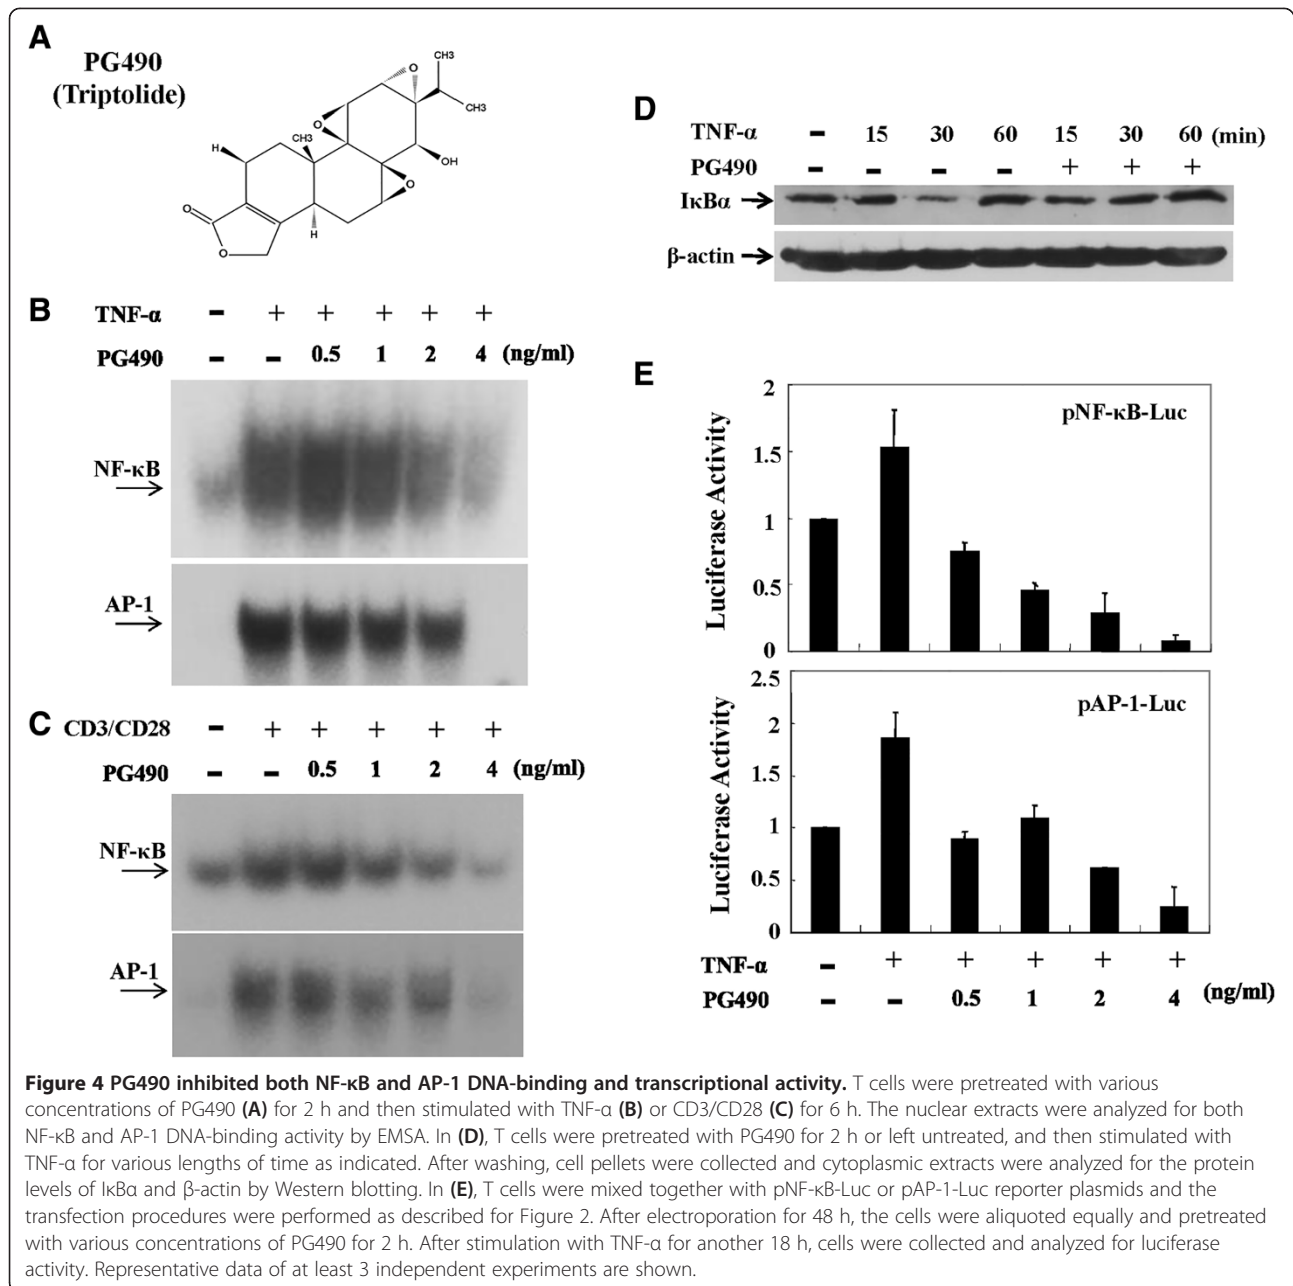 A
PG490
(Triptolide)
CH3
O
CH3
O
CH3
H
OH
O
O
H
O
B
TNF-α - + + + + +
PG490 - - 0.5 1 2 4 (ng/ml)
NF-κB
AP-1
C
CD3/CD28 - + + + + +
PG490 - - 0.5 1 2 4 (ng/ml)
NF-κB
AP-1
D
TNF-α - 15 30 60 15 30 60 (min)
PG490 - - - - + + +
IκBα
β-actin
E
pNF-κB-Luc
Luciferase Activity
2
1.5
1
0.5
0
pAP-1-Luc
Luciferase Activity
2.5
2
1.5
1
0.5
0
TNF-α - + + + + +
PG490 - - 0.5 1 2 4 (ng/ml)
Figure 4 PG490 inhibited both NF-κB and AP-1 DNA-binding and transcriptional activity. T cells were pretreated with various
concentrations of PG490 (A) for 2 h and then stimulated with TNF-α (B) or CD3/CD28 (C) for 6 h. The nuclear extracts were analyzed for both
NF-κB and AP-1 DNA-binding activity by EMSA. In (D), T cells were pretreated with PG490 for 2 h or left untreated, and then stimulated with
TNF-α for various lengths of time as indicated. After washing, cell pellets were collected and cytoplasmic extracts were analyzed for the protein
levels of IκBα and β-actin by Western blotting. In (E), T cells were mixed together with pNF-κB-Luc or pAP-1-Luc reporter plasmids and the
transfection procedures were performed as described for Figure 2. After electroporation for 48 h, the cells were aliquoted equally and pretreated
with various concentrations of PG490 for 2 h. After stimulation with TNF-α for another 18 h, cells were collected and analyzed for luciferase
activity. Representative data of at least 3 independent experiments are shown.